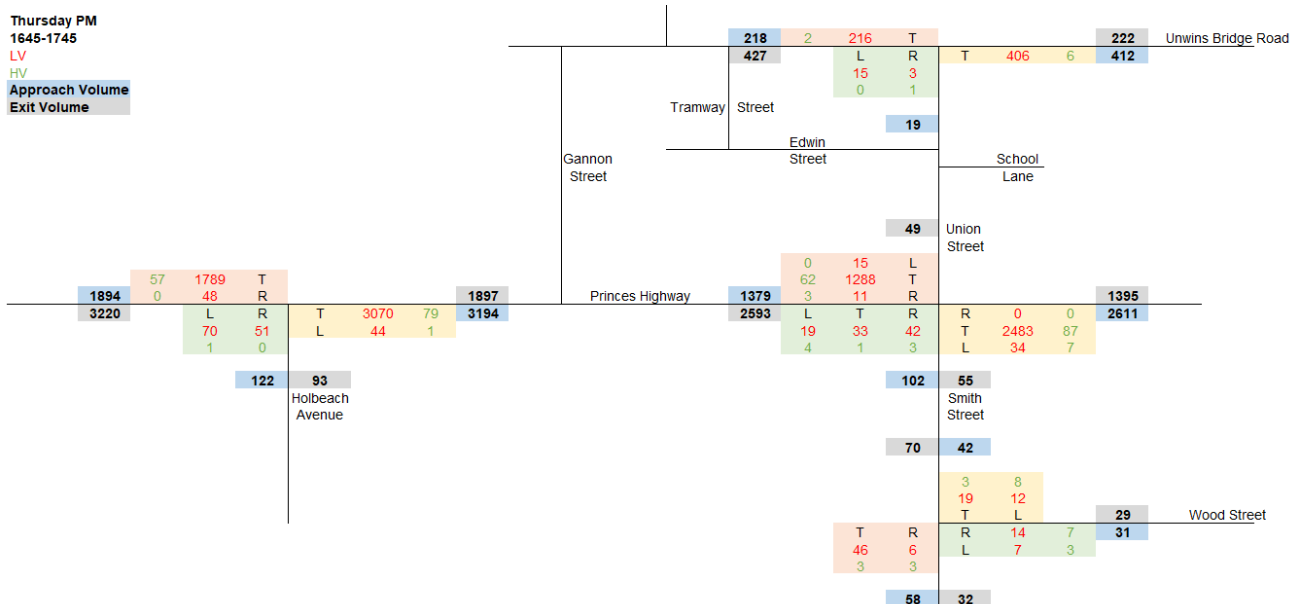 Thursday PM
1645-1745
LV
HV
Approach Volume
Exit Volume
218 2 216 T 222 Unwins Bridge Road
427 L R T 406 6 412
15 3
0 1
Tramway Street
19
Edwin
Street
Gannon
Street
School
Lane
49 Union
Street
0 15 L
57 1789 T 62 1288 T
1894 0 48 R 1897 Princes Highway 1379 3 11 R 1395
3220 L R T 3070 79 3194 2593 L T R R 0 0 2611
70 51 L 44 1 19 33 42 T 2483 87
1 0 4 1 3 L 34 7
122 93 102 55
Holbeach
Avenue
Smith
Street
70 42
3 8
19 12
T L 29 Wood Street
T R R 14 7 31
46 6 L 7 3
3 3
58 32